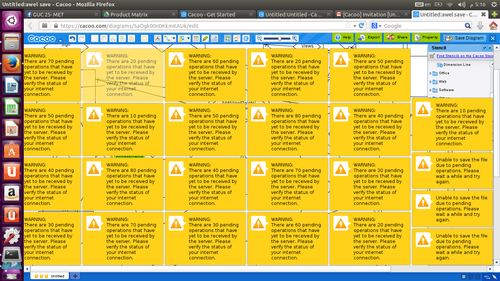 Untitled:awel save - Cacoo - Mozilla Firefox
en
5:10
GUC 25- MET
Product Matrix
Cacoo - Get Started
Untitled:Untitled - Ca...
Untitled:awel save - C...
Google
Cacoo
Help
Export
Share
Property
Save Diagram
Views
Stencil
Find Stencils on the Cacoo Store
Dimension Line
Office
Web
Software
WARNING:
There are 70 pending
operations that have
yet to be received by
the server. Please
verify the status of
your internet
connection.
WARNING:
There are 20 pending
operations that have
yet to be received by
the server. Please
verify the status of
your internet
connection.
WARNING:
There are 60 pending
operations that have
yet to be received by
the server. Please
verify the status of
your internet
connection.
WARNING:
There are 20 pending
operations that have
yet to be received by
the server. Please
verify the status of
your internet
connection.
WARNING:
There are 50 pending
operations that have
yet to be received by
the server. Please
verify the status of
your internet
connection.
WARNING:
There are 50 pending
operations that have
yet to be received by
the server. Please
verify the status of
your internet
connection.
WARNING:
There are 10 pending
operations that have
yet to be received by
the server. Please
verify the status of
your internet
connection.
WARNING:
There are 80 pending
operations that have
yet to be received by
the server. Please
verify the status of
your internet
connection.
WARNING:
There are 80 pending
operations that have
yet to be received by
the server. Please
verify the status of
your internet
connection.
WARNING:
There are 40 pending
operations that have
yet to be received by
the server. Please
verify the status of
your internet
connection.
WARNING:
There are 10 pending
operations that have
yet to be received by
the server. Please
verify the status of
your internet
connection.
WARNING:
There are 40 pending
operations that have
yet to be received by
the server. Please
verify the status of
your internet
connection.
WARNING:
There are 80 pending
operations that have
yet to be received by
the server. Please
verify the status of
your internet
connection.
WARNING:
There are 70 pending
operations that have
yet to be received by
the server. Please
verify the status of
your internet
connection.
WARNING:
There are 30 pending
operations that have
yet to be received by
the server. Please
verify the status of
your internet
connection.
WARNING:
There are 80 pending
operations that have
yet to be received by
the server. Please
verify the status of
your internet
connection.
Unable to save the file
due to pending
operations. Please
wait a while and try
again.
WARNING:
There are 30 pending
operations that have
yet to be received by
the server. Please
verify the status of
your internet
connection.
WARNING:
There are 70 pending
operations that have
yet to be received by
the server. Please
verify the status of
your internet
connection.
WARNING:
There are 30 pending
operations that have
yet to be received by
the server. Please
verify the status of
your internet
connection.
WARNING:
There are 60 pending
operations that have
yet to be received by
the server. Please
verify the status of
your internet
connection.
WARNING:
There are 70 pending
operations that have
yet to be received by
the server. Please
verify the status of
your internet
connection.
Unable to save the file
due to pending
operations. Please
wait a while and try
again.
Unable to save the file
due to pending
operations. Please
wait a while and try
again.
Untitled